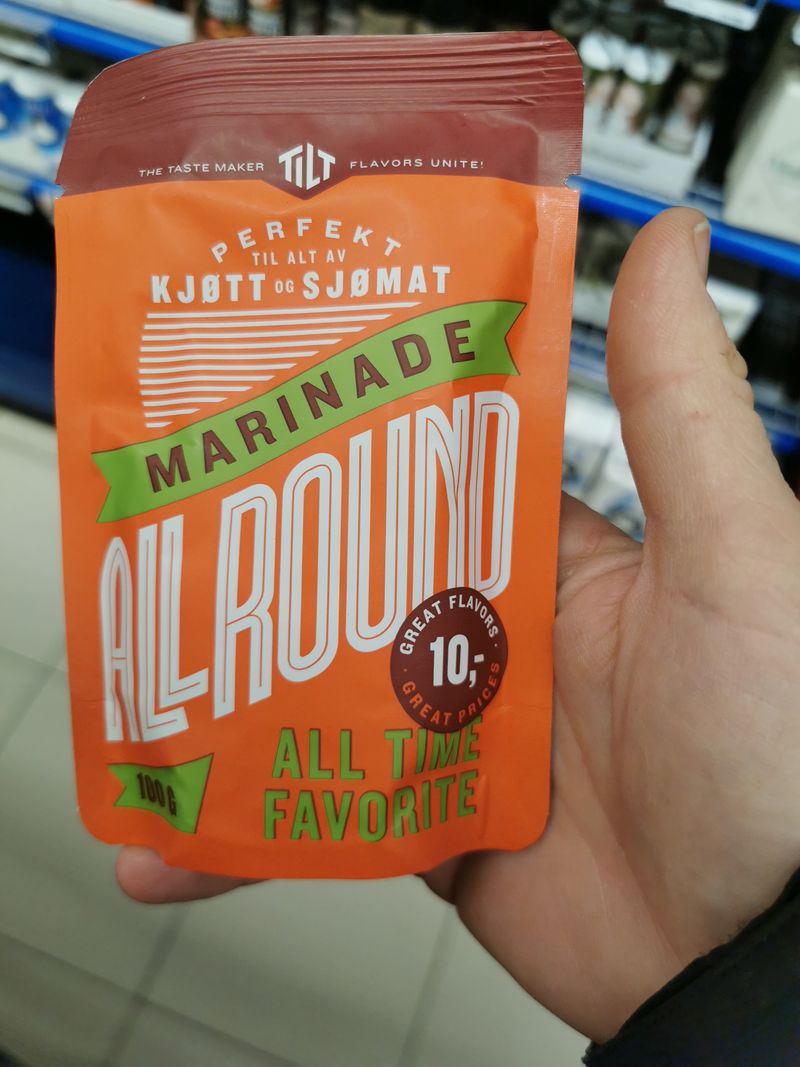 THE TASTE MAKER TILT FLAVORS UNITE!
PERFEKT
TIL ALT AV
KJØTT OG SJØMAT
MARINADE
ALLROUND
GREAT FLAVORS
10,-
GREAT PRICES
ALL TIME
FAVORITE
100 G